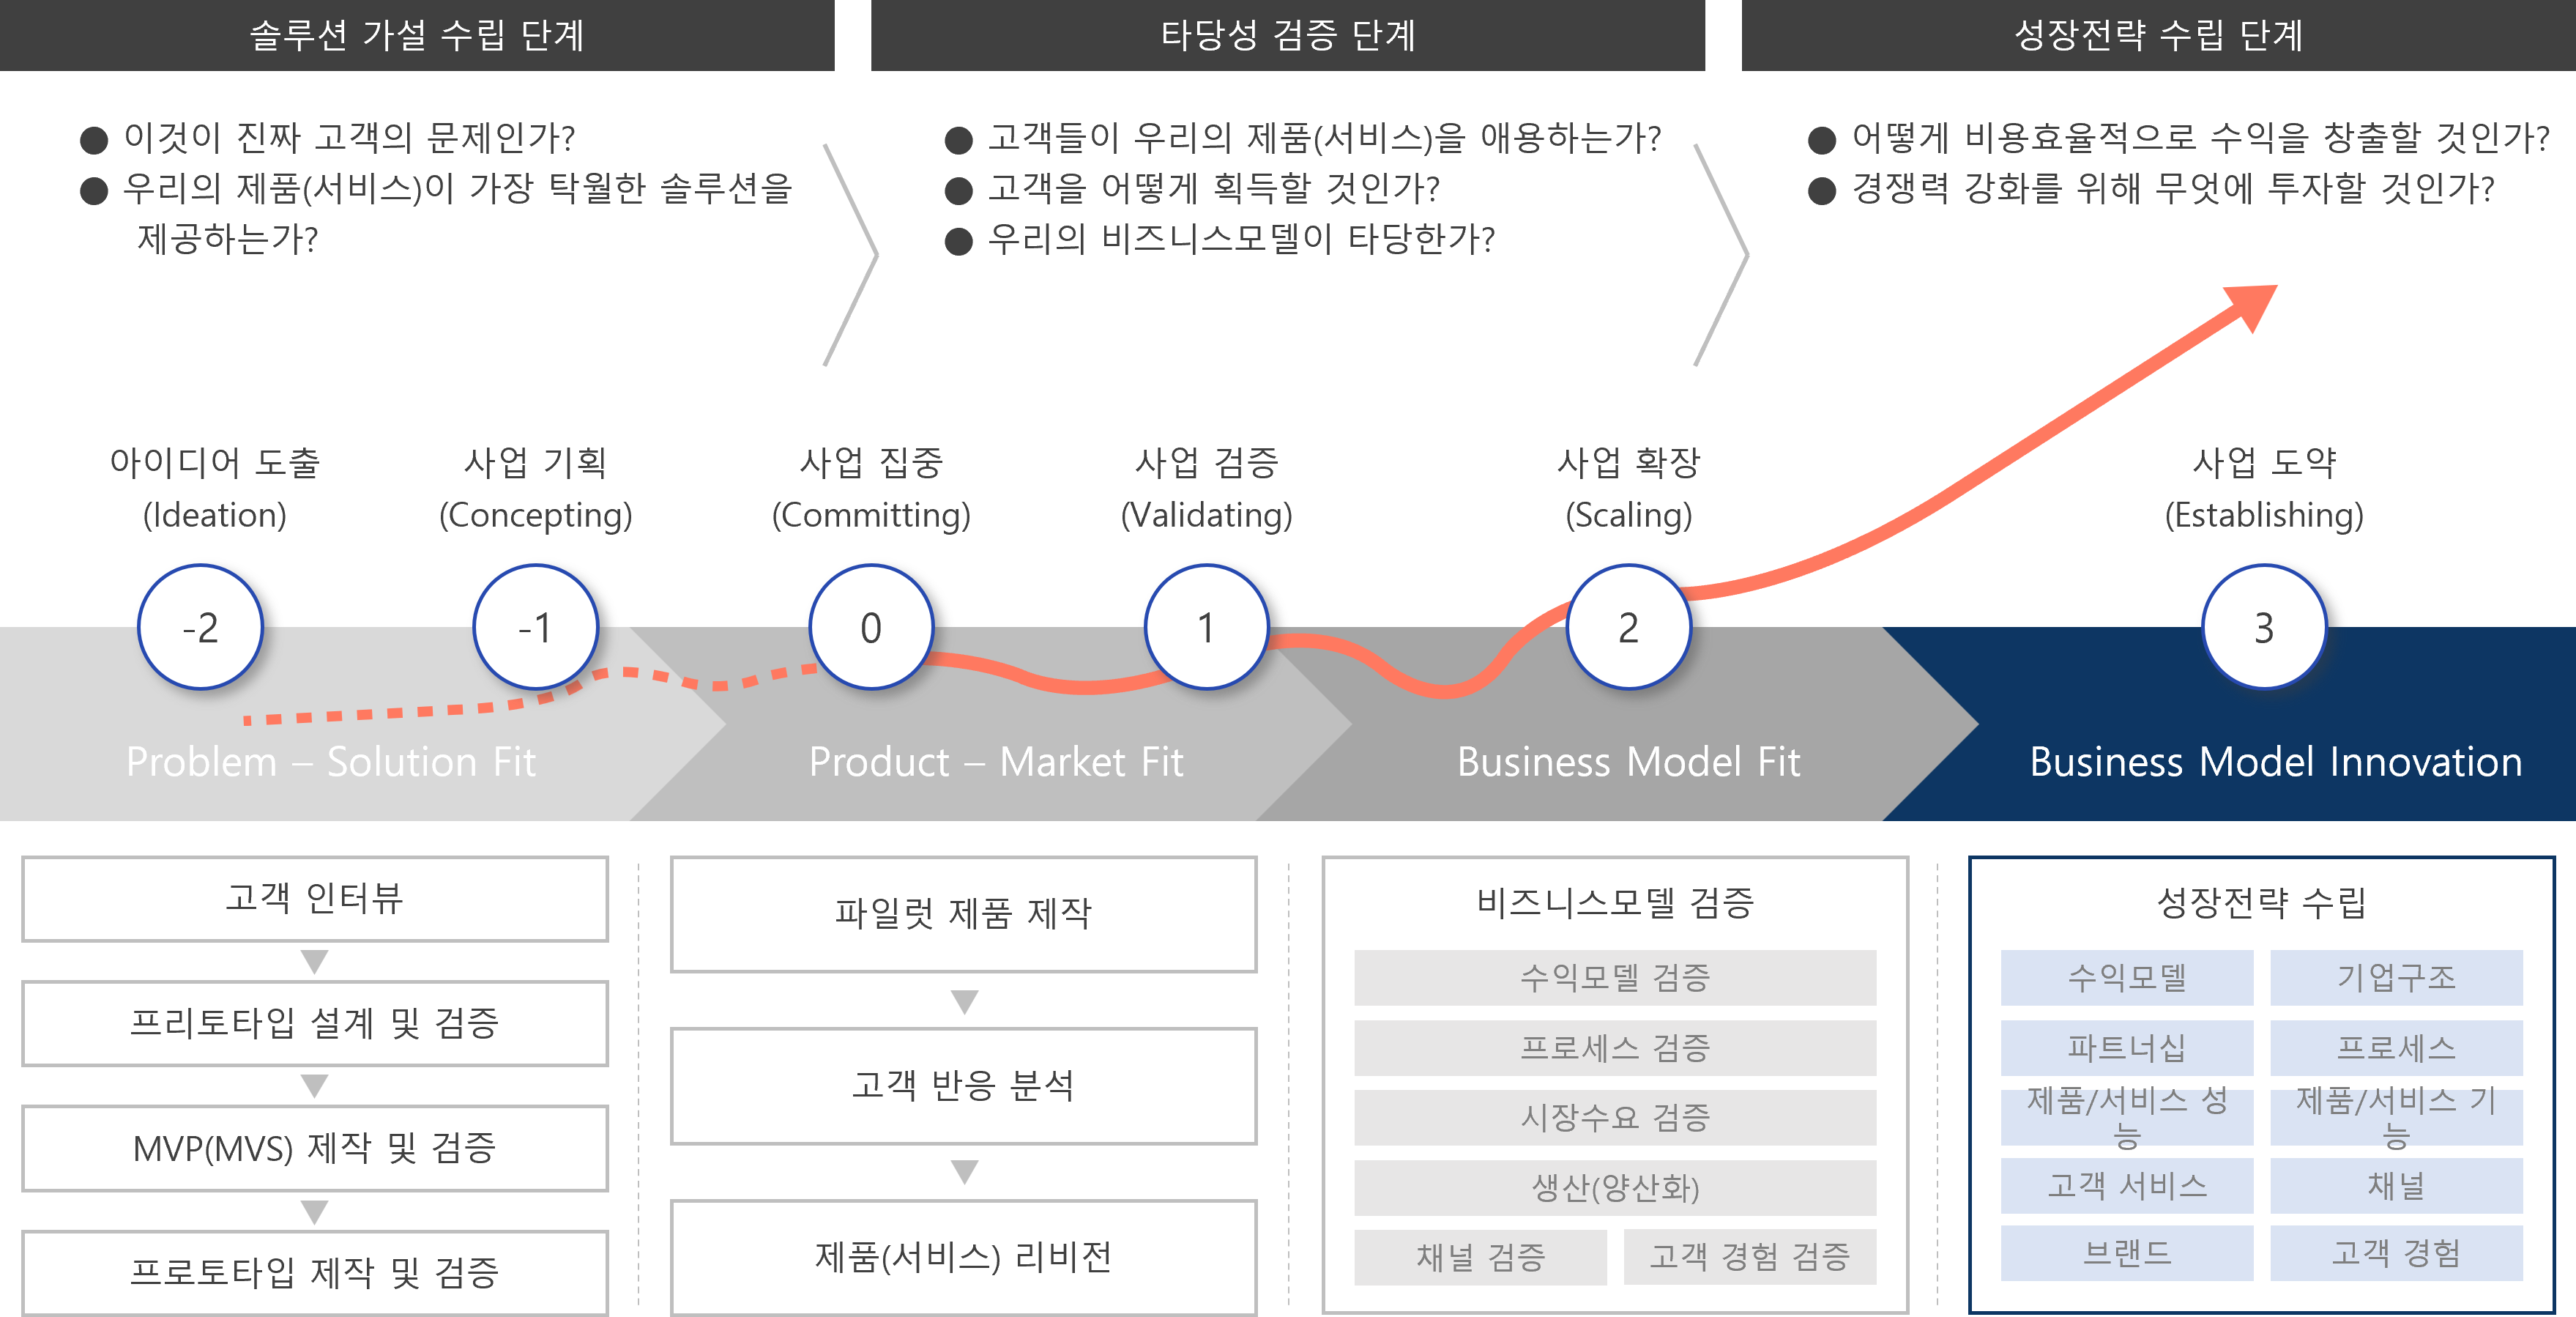 솔루션 가설 수립 단계
타당성 검증 단계
성장전략 수립 단계
● 이것이 진짜 고객의 문제인가?
● 우리의 제품(서비스)이 가장 탁월한 솔루션을
제공하는가?
● 고객들이 우리의 제품(서비스)을 애용하는가?
● 고객을 어떻게 획득할 것인가?
● 우리의 비즈니스모델이 타당한가?
● 어떻게 비용효율적으로 수익을 창출할 것인가?
● 경쟁력 강화를 위해 무엇에 투자할 것인가?
아이디어 도출
(Ideation)
-2
사업 기획
(Concepting)
-1
사업 집중
(Committing)
0
사업 검증
(Validating)
1
사업 확장
(Scaling)
2
사업 도약
(Establishing)
3
Problem – Solution Fit
Product – Market Fit
Business Model Fit
Business Model Innovation
고객 인터뷰
프리토타입 설계 및 검증
MVP(MVS) 제작 및 검증
프로토타입 제작 및 검증
파일럿 제품 제작
고객 반응 분석
제품(서비스) 리비전
비즈니스모델 검증
수익모델 검증
프로세스 검증
시장수요 검증
생산(양산화)
채널 검증
고객 경험 검증
성장전략 수립
수익모델
기업구조
파트너십
프로세스
제품/서비스 성
능
제품/서비스 기
능
고객 서비스
채널
브랜드
고객 경험